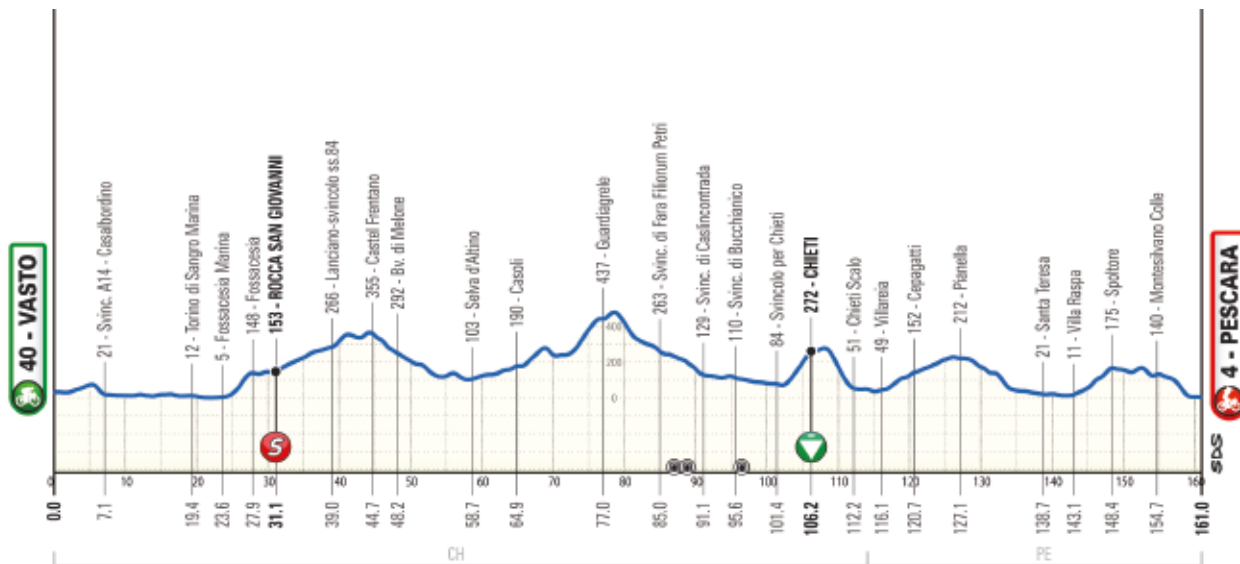 40 - VASTO
21 - Svinc. A14 - Casalbordino
12 - Torino di Sangro Marina
5 - Fossacesia Marina
148 - Fossacesia
153 - ROCCA SAN GIOVANNI
266 - Lanciano-svincolo ss.84
355 - Castel Frentano
292 - Bv. di Melone
103 - Selva d'Altino
190 - Casoli
437 - Guardiagrele
263 - Svinc. di Fara Filiorum Petri
129 - Svinc. di Caslincontrada
110 - Svinc. di Bucchianico
84 - Svincolo per Chieti
272 - CHIETI
51 - Chieti Scalo
49 - Villareia
152 - Cepagatti
212 - Pianella
21 - Santa Teresa
11 - Villa Raspa
175 - Spoltore
140 - Montesilvano Colle
4 - PESCARA
400
200
0
S
SDS
0 10 20 30 40 50 60 70 80 90 100 110 120 130 140 150 160
0.0 7.1 19.4 23.6 27.9 31.1 39.0 44.7 48.2 58.7 64.9 77.0 85.0 91.1 95.6 101.4 106.2 112.2 116.1 120.7 127.1 138.7 143.1 148.4 154.7 161.0
CH PE